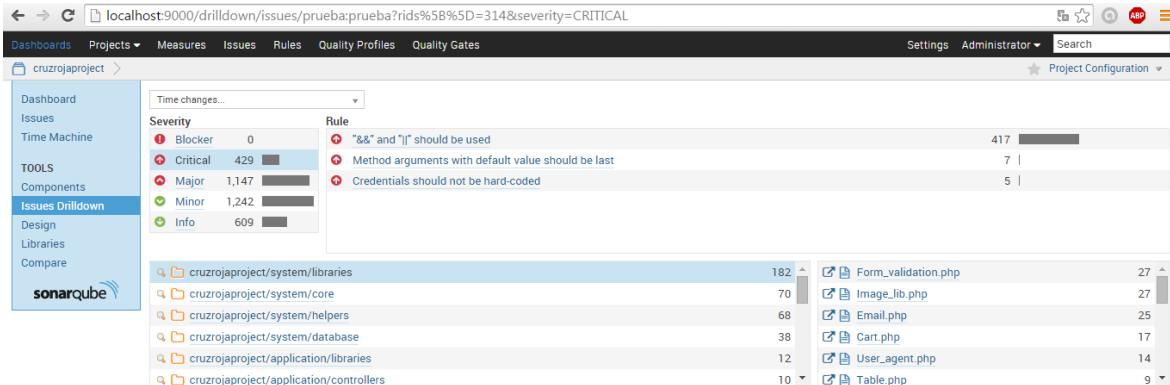 localhost:9000/drilldown/issues/prueba:prueba?rids%5B%5D=314&severity=CRITICAL
ABP
Dashboards Projects Measures Issues Rules Quality Profiles Quality Gates Settings Administrator Search
cruzrojaproject Project Configuration
Dashboard
Issues
Time Machine
TOOLS
Components
Issues Drilldown
Design
Libraries
Compare
sonarqube
Time changes...
Severity
Blocker 0
Critical 429
Major 1,147
Minor 1,242
Info 609
Rule
"&&" and "||" should be used 417
Method arguments with default value should be last 7
Credentials should not be hard-coded 5
cruzrojaproject/system/libraries 182
cruzrojaproject/system/core 70
cruzrojaproject/system/helpers 68
cruzrojaproject/system/database 38
cruzrojaproject/application/libraries 12
cruzrojaproject/application/controllers 10
Form_validation.php 27
Image_lib.php 27
Email.php 25
Cart.php 17
User_agent.php 14
Table.php 9